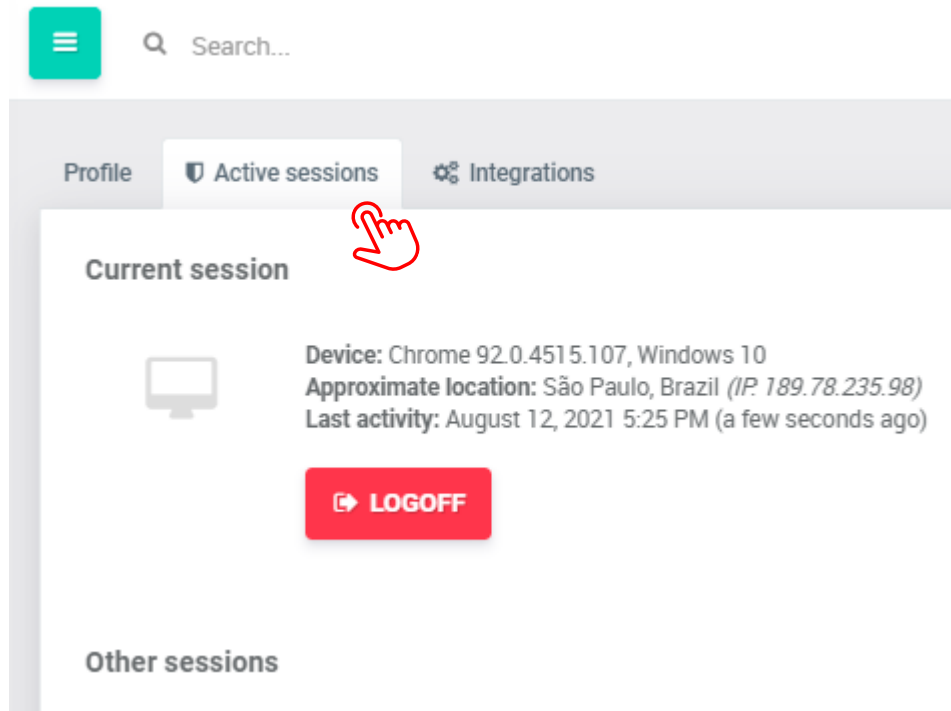 Search...
Profile Active sessions Integrations
Current session
Device: Chrome 92.0.4515.107, Windows 10
Approximate location: São Paulo, Brazil (IP. 189.78.235.98)
Last activity: August 12, 2021 5:25 PM (a few seconds ago)
LOGOFF
Other sessions